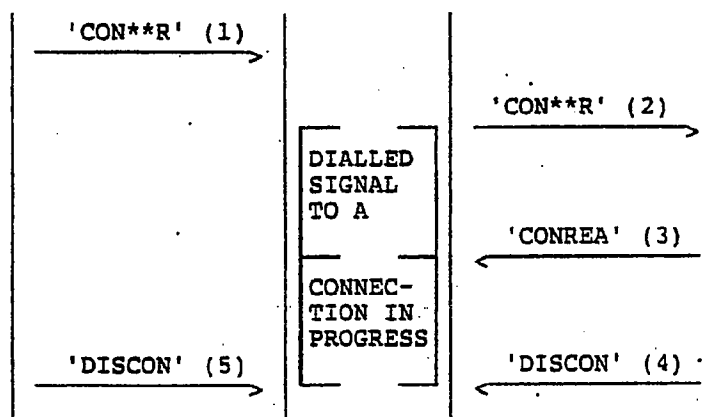 'CON**R' (1)
'CON**R' (2)
DIALLED
SIGNAL
TO A
'CONREA' (3)
CONNEC-
TION IN
PROGRESS
'DISCON' (5)
'DISCON' (4)